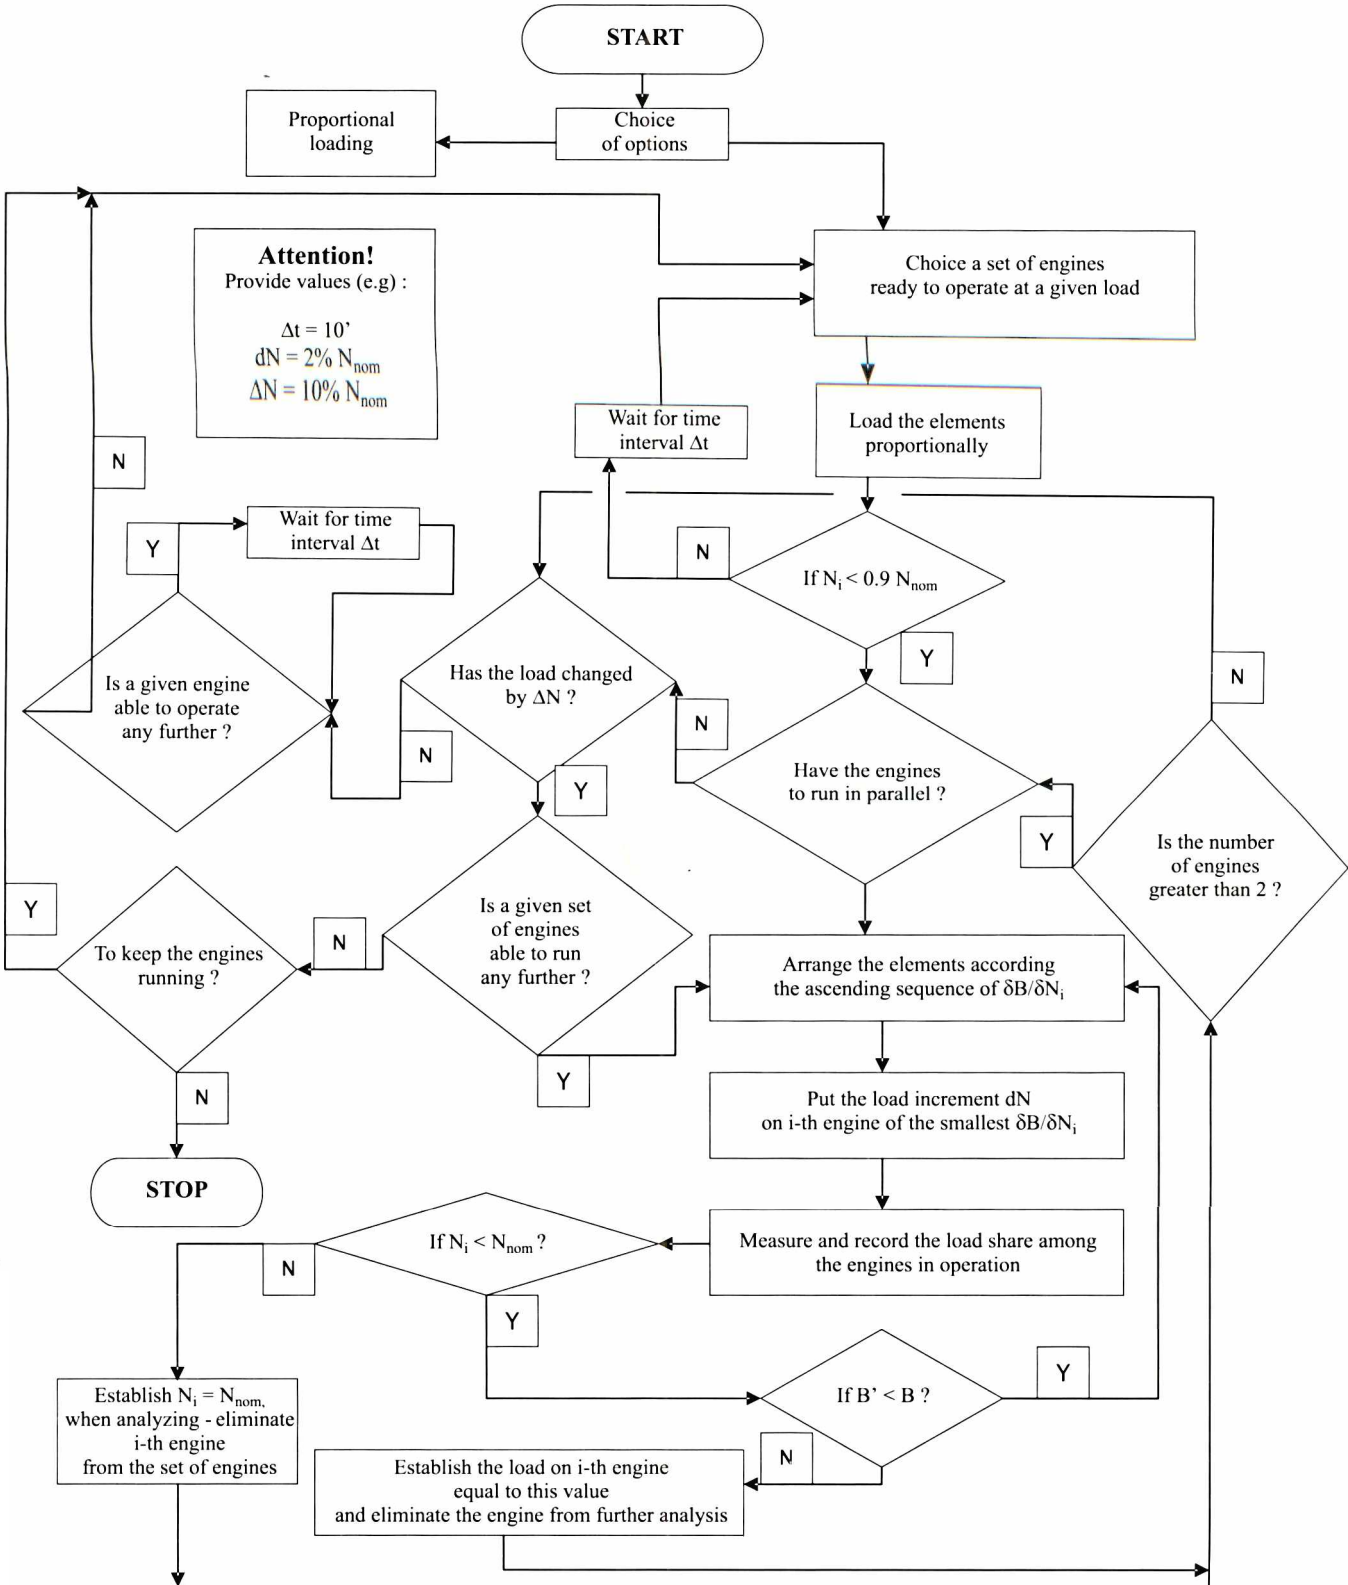 START
Proportional
loading
Choice
of options
Attention!
Provide values (e.g) :
Δt = 10’
dN = 2% Nnom
ΔN = 10% Nnom
Choice a set of engines
ready to operate at a given load
Wait for time
interval Δt
Load the elements
proportionally
N
Wait for time
interval Δt
Y
N
If Ni < 0.9 Nnom
Y
N
Is a given engine
able to operate
any further ?
Has the load changed
by ΔN ?
N
N
Y
Have the engines
to run in parallel ?
Y
Is the number
of engines
greater than 2 ?
Y
To keep the engines
running ?
N
Is a given set
of engines
able to run
any further ?
Arrange the elements according
the ascending sequence of δB/δNi
Y
N
Put the load increment dN
on i-th engine of the smallest δB/δNi
STOP
If Ni < Nnom ?
Measure and record the load share among
the engines in operation
N
Y
If B’ < B ?
Y
Establish Ni = Nnom,
when analyzing - eliminate
i-th engine
from the set of engines
N
Establish the load on i-th engine
equal to this value
and eliminate the engine from further analysis